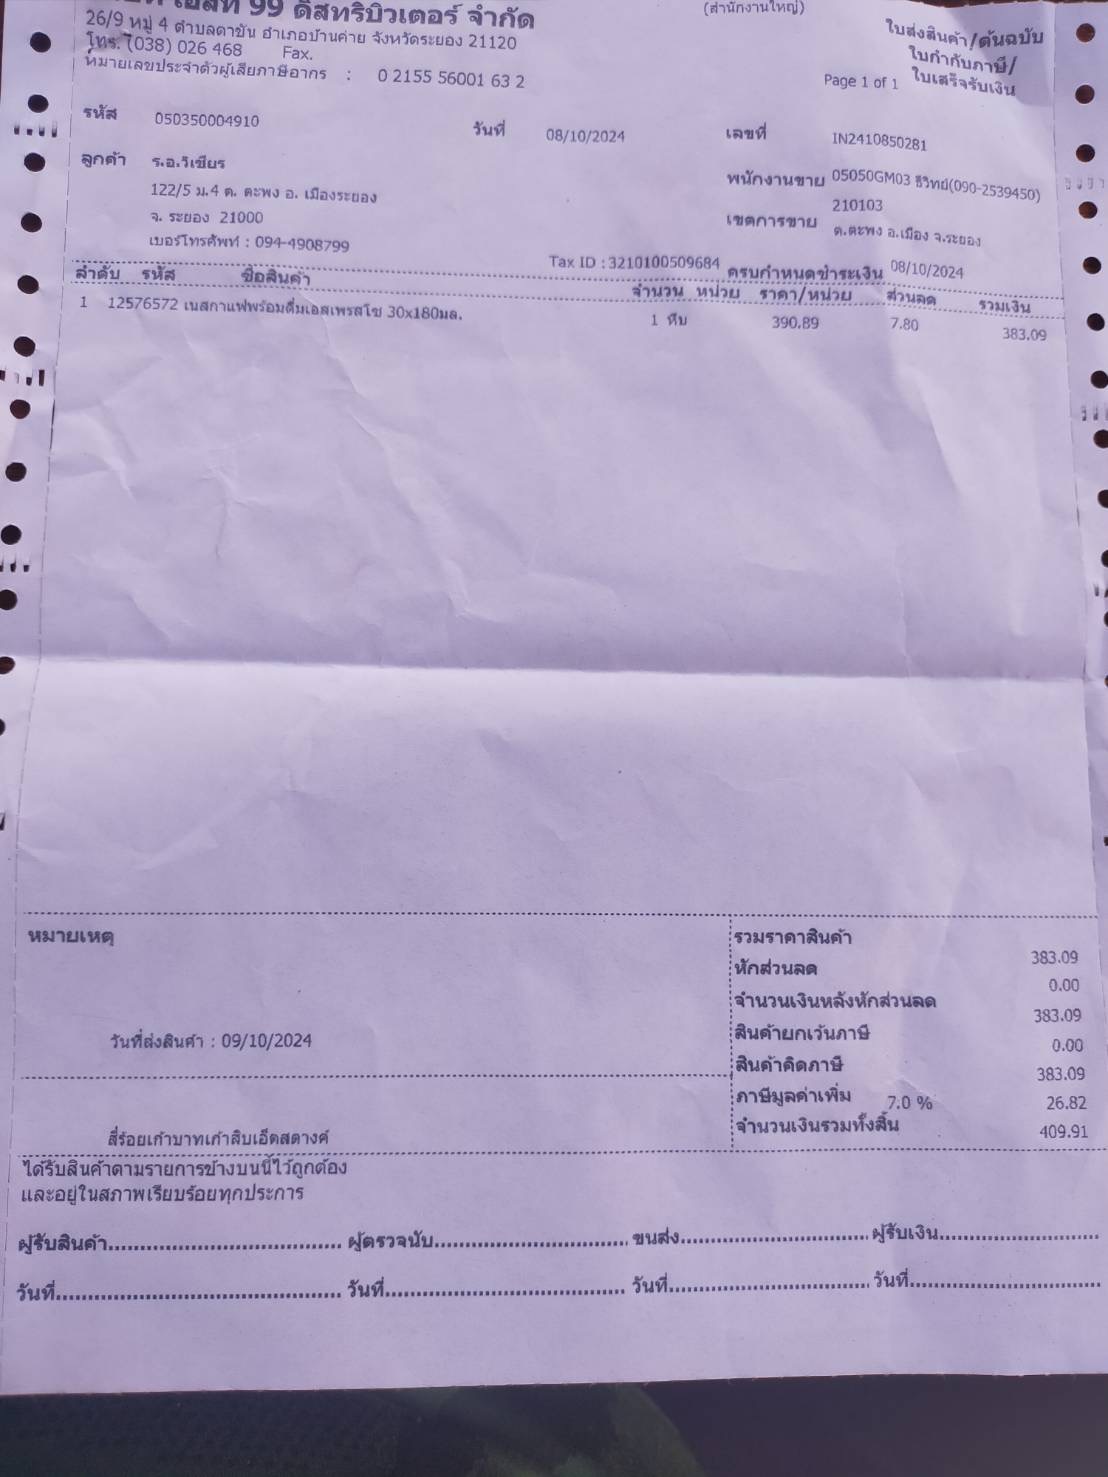 99 ดิสทริบิวเตอร์ จำกัด
(สำนักงานใหญ่)
26/9 หมู่ 4 ตำบลตาขัน อำเภอบ้านค่าย จังหวัดระยอง 21120
โทร. (038) 026 468 Fax.
หมายเลขประจำตัวผู้เสียภาษีอากร : 0 2155 56001 63 2
ใบส่งสินค้า/ต้นฉบับ
ใบกำกับภาษี/
Page 1 of 1 ใบเสร็จรับเงิน
รหัส 050350004910 วันที่ 08/10/2024 เลขที่ IN2410850281
ลูกค้า ร.อ.วิเชียร
122/5 ม.4 ต. ตะพง อ. เมืองระยอง
จ. ระยอง 21000
เบอร์โทรศัพท์ : 094-4908799
พนักงานขาย 05050GM03 ธีวิทย์(090-2539450)
210103
เขตการขาย ต.ตะพง อ.เมือง จ.ระยอง
Tax ID : 3210100509684 ครบกำหนดชำระเงิน 08/10/2024
ลำดับ รหัส ชื่อสินค้า จำนวน หน่วย ราคา/หน่วย ส่วนลด รวมเงิน
1 12576572 เนสกาแฟพร้อมดื่มเอสเพรสโซ 30x180มล. 1 หีบ 390.89 7.80 383.09
หมายเหตุ
วันที่ส่งสินค้า : 09/10/2024
รวมราคาสินค้า 383.09
หักส่วนลด 0.00
จำนวนเงินหลังหักส่วนลด 383.09
สินค้ายกเว้นภาษี 0.00
สินค้าคิดภาษี 383.09
ภาษีมูลค่าเพิ่ม 7.0 % 26.82
จำนวนเงินรวมทั้งสิ้น 409.91
สี่ร้อยเก้าบาทเก้าสิบเอ็ดสตางค์
ได้รับสินค้าตามรายการข้างบนนี้ไว้ถูกต้อง
และอยู่ในสภาพเรียบร้อยทุกประการ
ผู้รับสินค้า........................................ ผู้ตรวจนับ................................... ขนส่ง................................. ผู้รับเงิน............................
วันที่.................................................. วันที่.......................................... วันที่................................... วันที่.................................